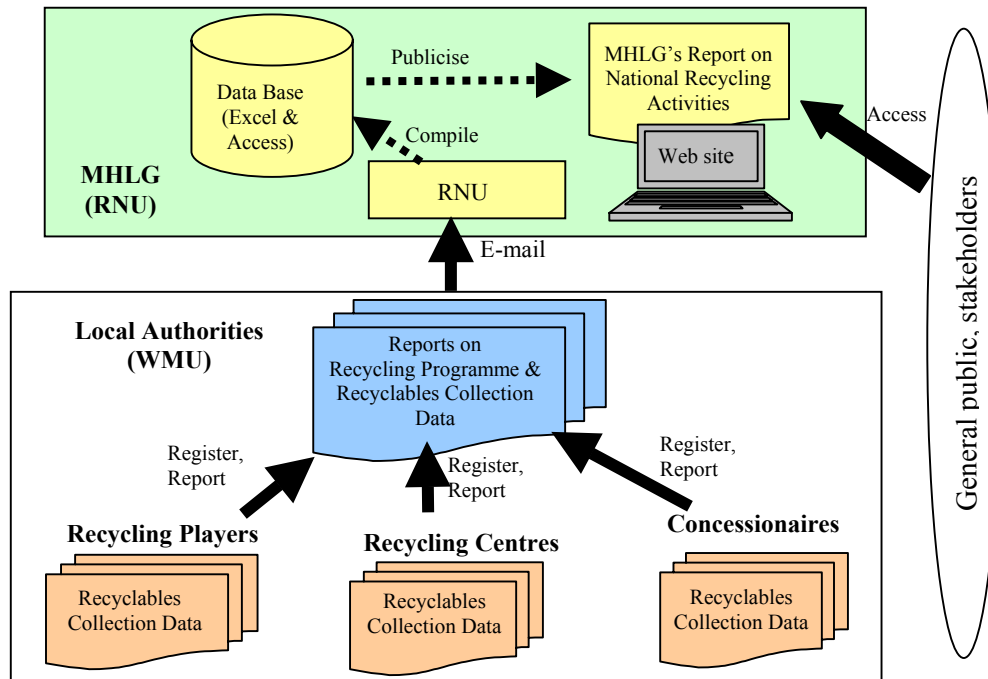 Publicise
Data Base
(Excel &
Access)
MHLG's Report on
National Recycling
Activities
Access
Compile
Web site
MHLG
(RNU)
RNU
E-mail
General public, stakeholders
Local Authorities
(WMU)
Reports on
Recycling Programme &
Recyclables Collection
Data
Register,
Report
Register,
Report
Register,
Report
Recycling Players
Recycling Centres
Concessionaires
Recyclables
Collection Data
Recyclables
Collection Data
Recyclables
Collection Data